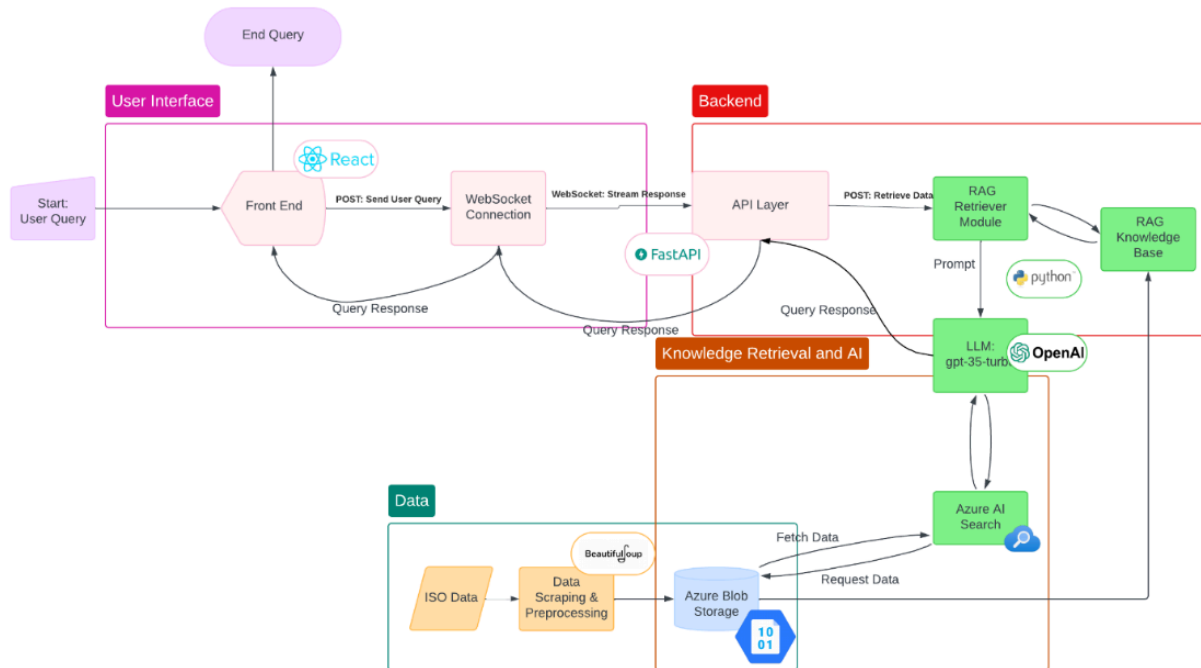 End Query
User Interface
Backend
React
Start:
User Query
Front End
POST: Send User Query
WebSocket
Connection
WebSocket: Stream Response
API Layer
POST: Retrieve Data
RAG
Retriever
Module
RAG
Knowledge
Base
FastAPI
Prompt
python
Query Response
Query Response
Query Response
LLM:
gpt-35-turb
OpenAI
Knowledge Retrieval and AI
Data
Azure AI
Search
Fetch Data
Request Data
Beautiful oup
ISO Data
Data
Scraping &
Preprocessing
Azure Blob
Storage
10
01